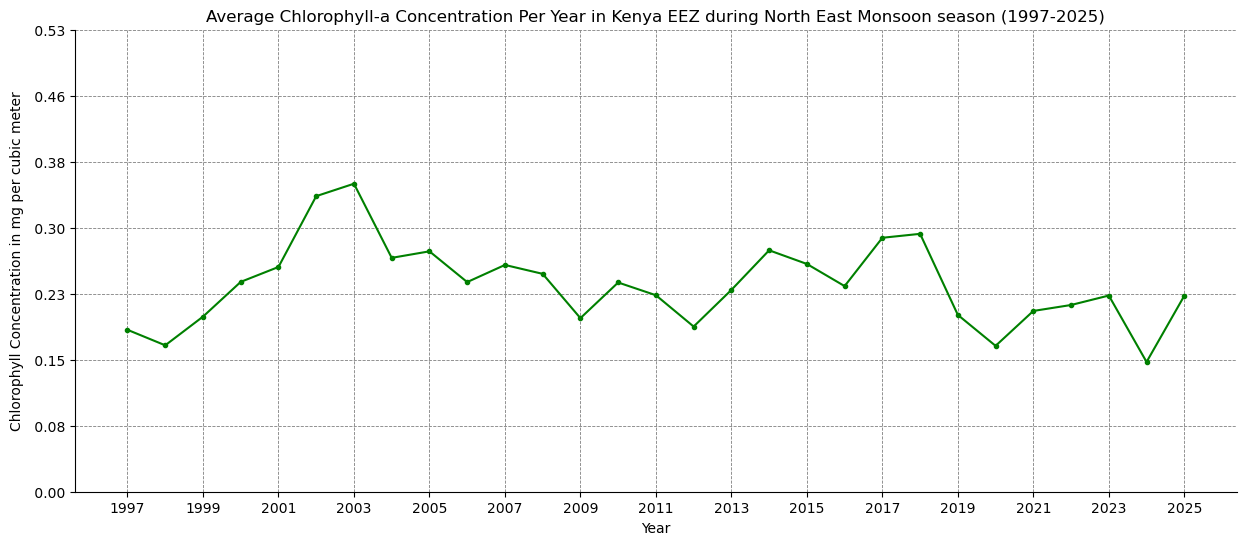 Average Chlorophyll-a Concentration Per Year in Kenya EEZ during North East Monsoon season (1997-2025)
Chlorophyll Concentration in mg per cubic meter
0.53
0.46
0.38
0.30
0.23
0.15
0.08
0.00
1997 1999 2001 2003 2005 2007 2009 2011 2013 2015 2017 2019 2021 2023 2025
Year